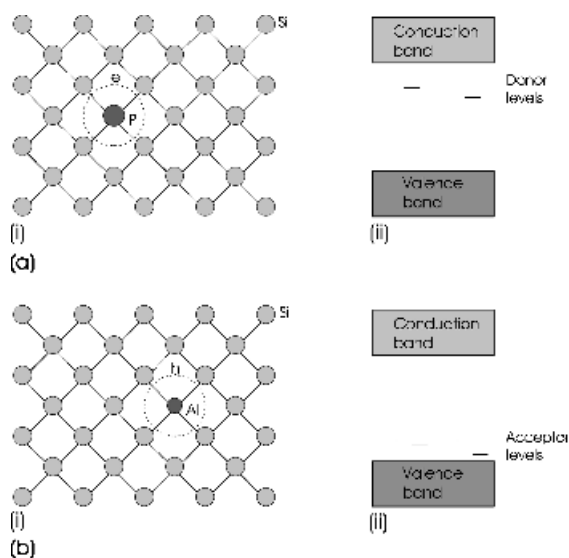 Si
e
P
(i)
(a)
Conduction
band
Donor
levels
Valence
band
(ii)
Si
h
Al
(i)
(b)
Conduction
band
Acceptor
levels
Valence
band
(ii)